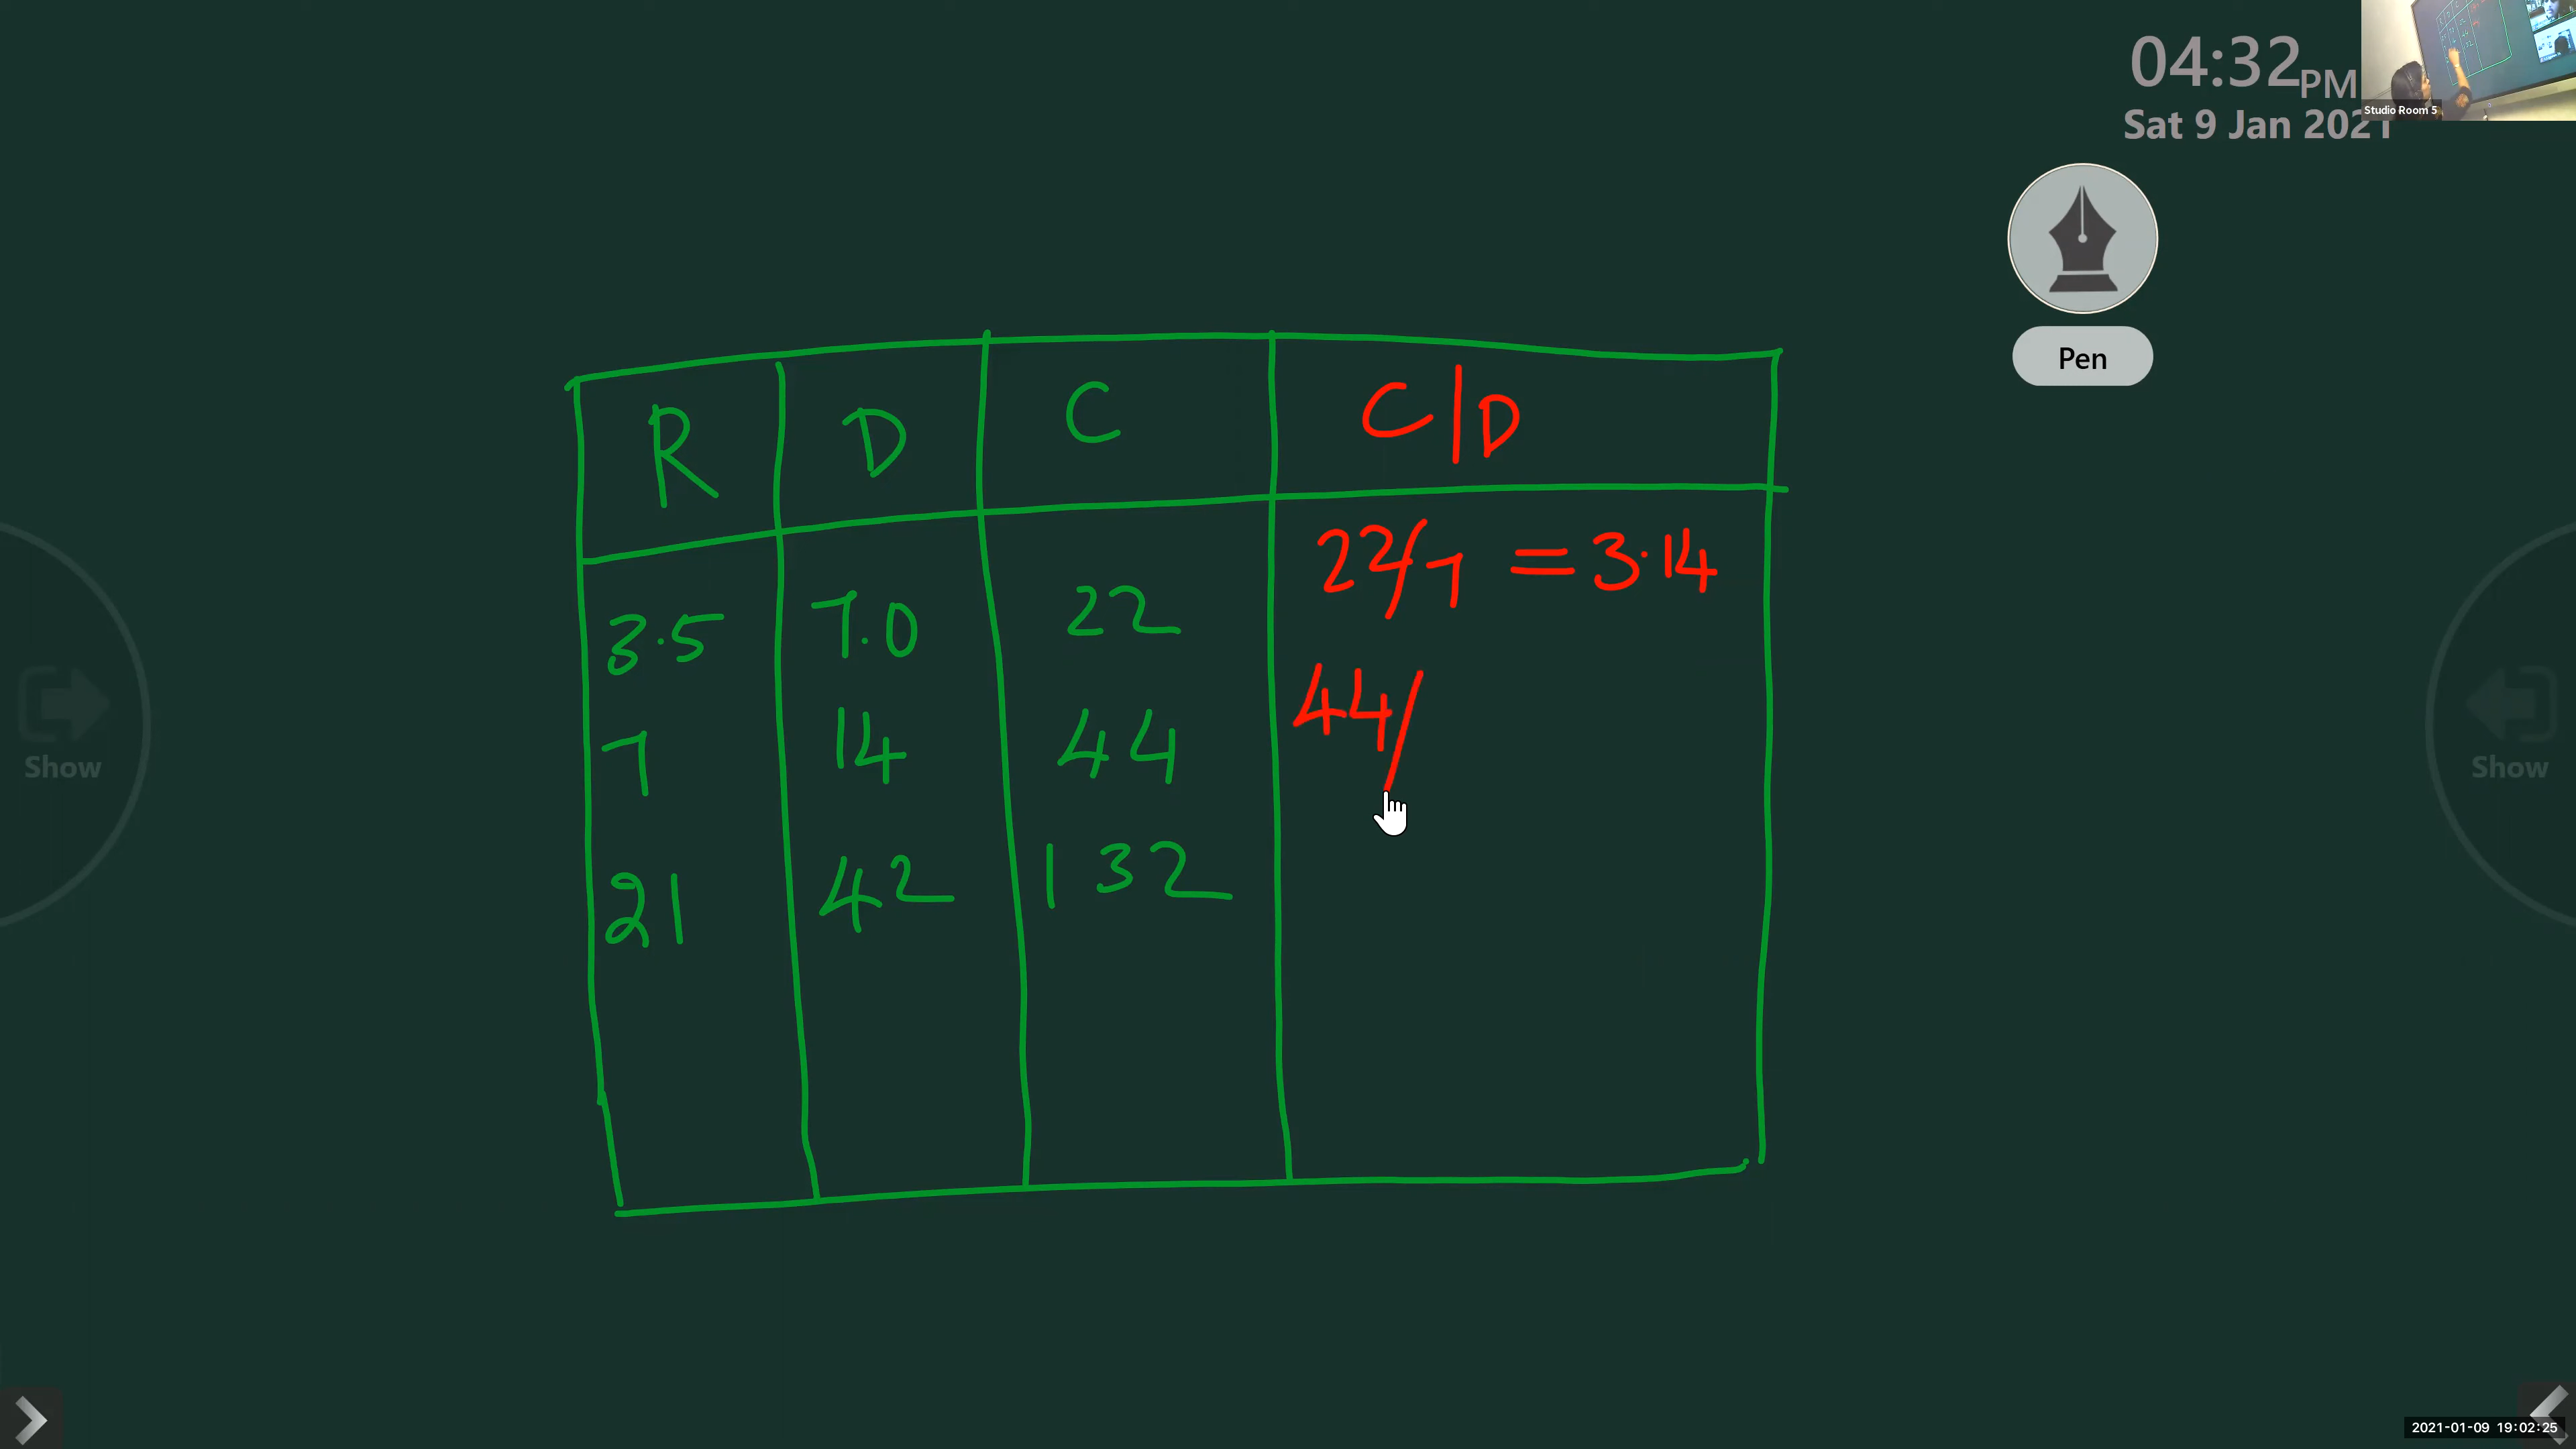 04:32PM
Sat 9 Jan 2021
Studio Room 5
Pen
R D C C|D
3.5 7.0 22 22/7 = 3.14
7 14 44 44/
21 42 132
Show
Show
2021-01-09 19:02:25